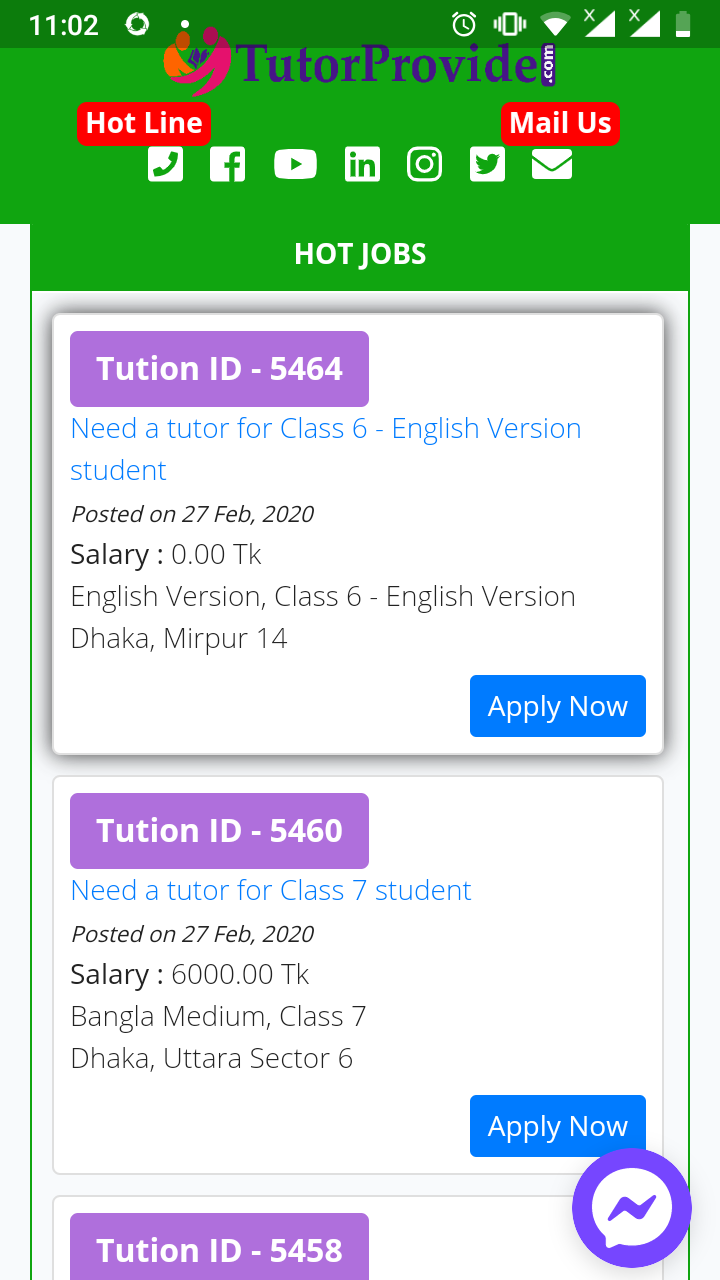 11:02
TutorProvide.com
Hot Line
Mail Us
HOT JOBS
Tution ID - 5464
Need a tutor for Class 6 - English Version
student
Posted on 27 Feb, 2020
Salary : 0.00 Tk
English Version, Class 6 - English Version
Dhaka, Mirpur 14
Apply Now
Tution ID - 5460
Need a tutor for Class 7 student
Posted on 27 Feb, 2020
Salary : 6000.00 Tk
Bangla Medium, Class 7
Dhaka, Uttara Sector 6
Apply Now
Tution ID - 5458